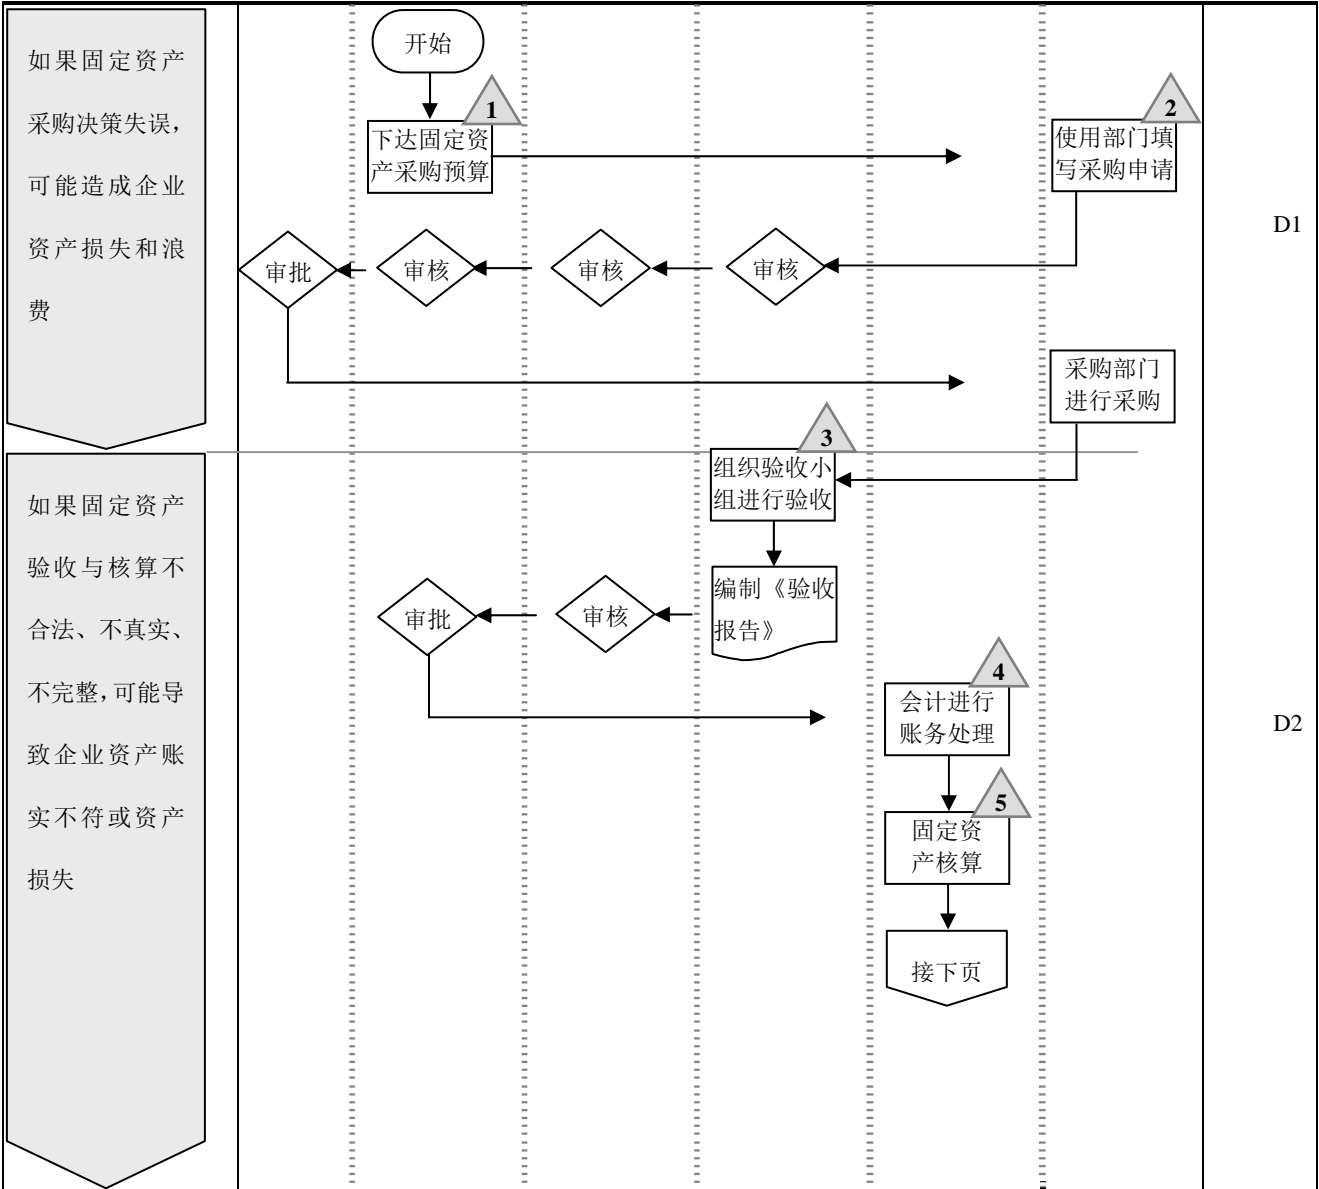 如果固定资产
采购决策失误，
可能造成企业
资产损失和浪
费
开始
1
下达固定资
产采购预算
2
使用部门填
写采购申请
D1
审批
审核
审核
审核
采购部门
进行采购
如果固定资产
验收与核算不
合法、不真实、
不完整，可能导
致企业资产账
实不符或资产
损失
3
组织验收小
组进行验收
编制《验收
报告》
审核
审批
4
会计进行
账务处理
D2
5
固定资
产核算
接下页